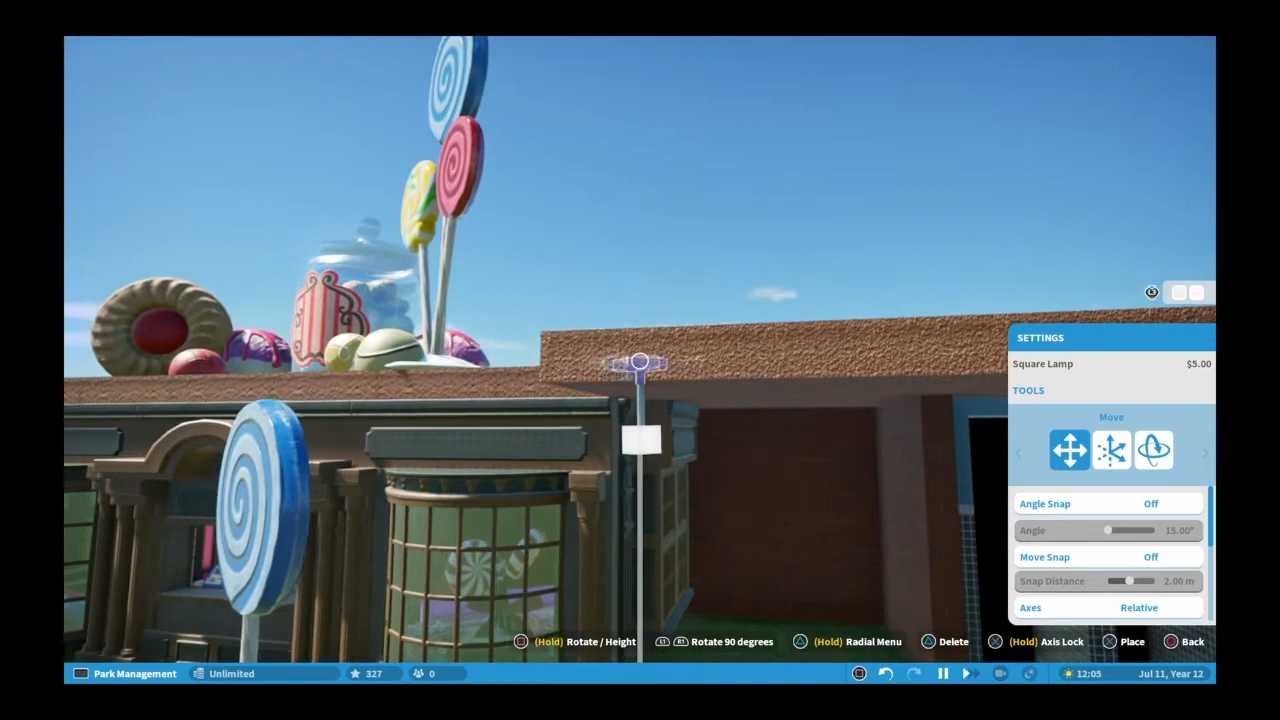 SETTINGS
Square Lamp $5.00
TOOLS
Move
Angle Snap Off
Angle 15.00°
Move Snap Off
Snap Distance 2.00 m
Axes Relative
(Hold) Rotate / Height L1 R1 Rotate 90 degrees (Hold) Radial Menu Delete (Hold) Axis Lock Place Back
Park Management Unlimited 327 0 12:05 Jul 11, Year 12